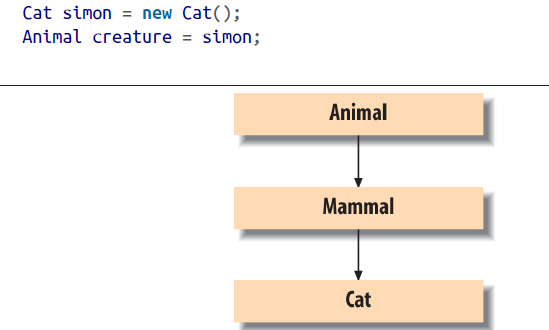 Cat simon = new Cat();
Animal creature = simon;
Animal
Mammal
Cat